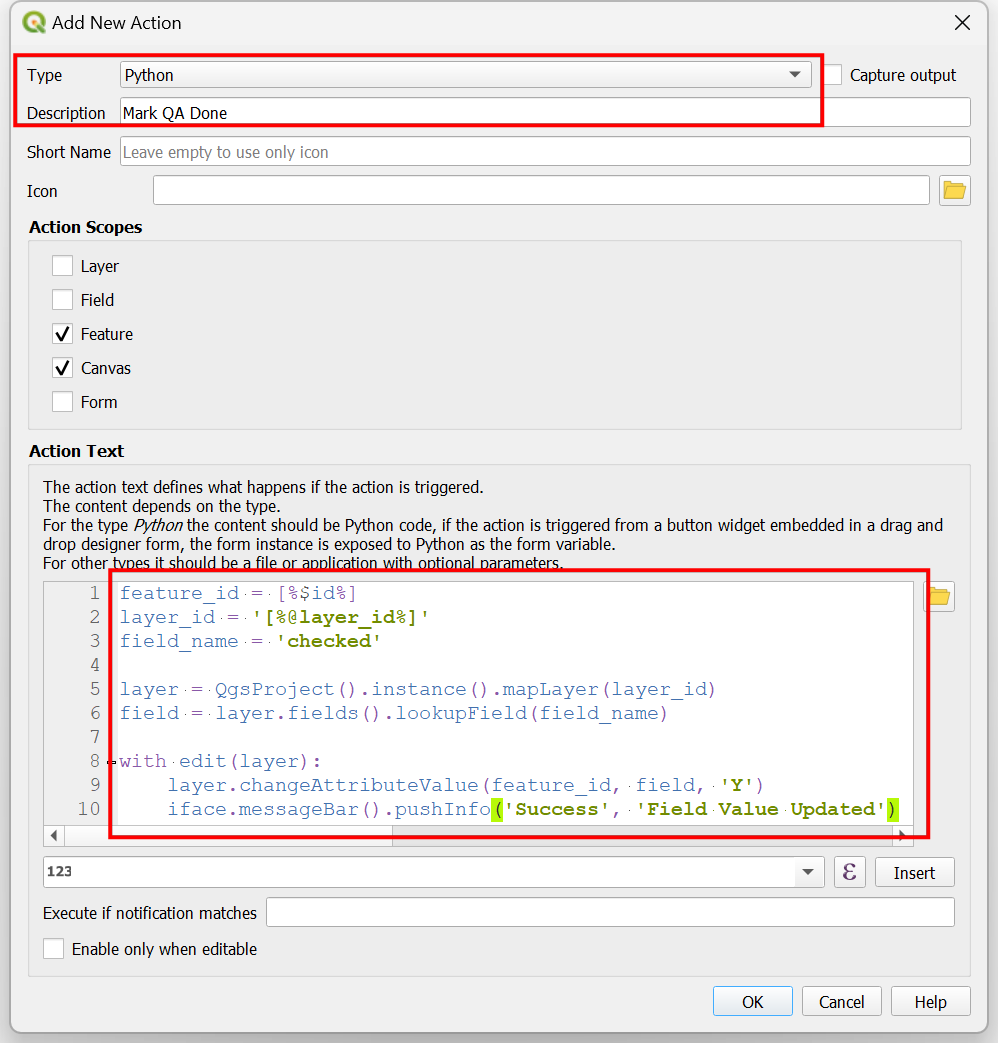 Add New Action
Type Python Capture output
Description Mark QA Done
Short Name Leave empty to use only icon
Icon
Action Scopes
Layer
Field
Feature
Canvas
Form
Action Text
The action text defines what happens if the action is triggered.
The content depends on the type.
For the type Python the content should be Python code, if the action is triggered from a button widget embedded in a drag and
drop designer form, the form instance is exposed to Python as the form variable.
For other types it should be a file or application with optional parameters.
1 feature_id = [%$id%]
2 layer_id = '[%@layer_id%]'
3 field_name = 'checked'
4
5 layer = QgsProject().instance().mapLayer(layer_id)
6 field = layer.fields().lookupField(field_name)
7
8 with edit(layer):
9     layer.changeAttributeValue(feature_id, field, 'Y')
10     iface.messageBar().pushInfo('Success', 'Field Value Updated')
123 ε Insert
Execute if notification matches
Enable only when editable
OK Cancel Help